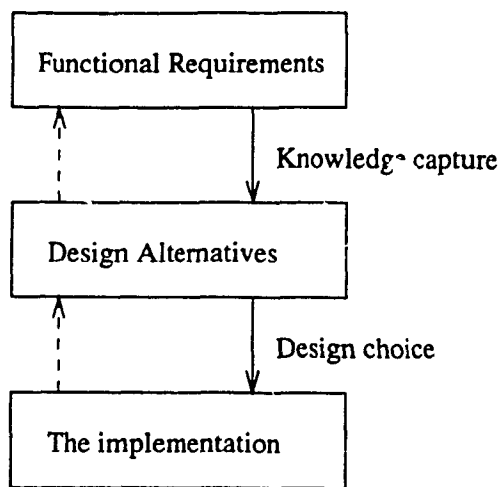 Functional Requirements
Knowledge capture
Design Alternatives
Design choice
The implementation